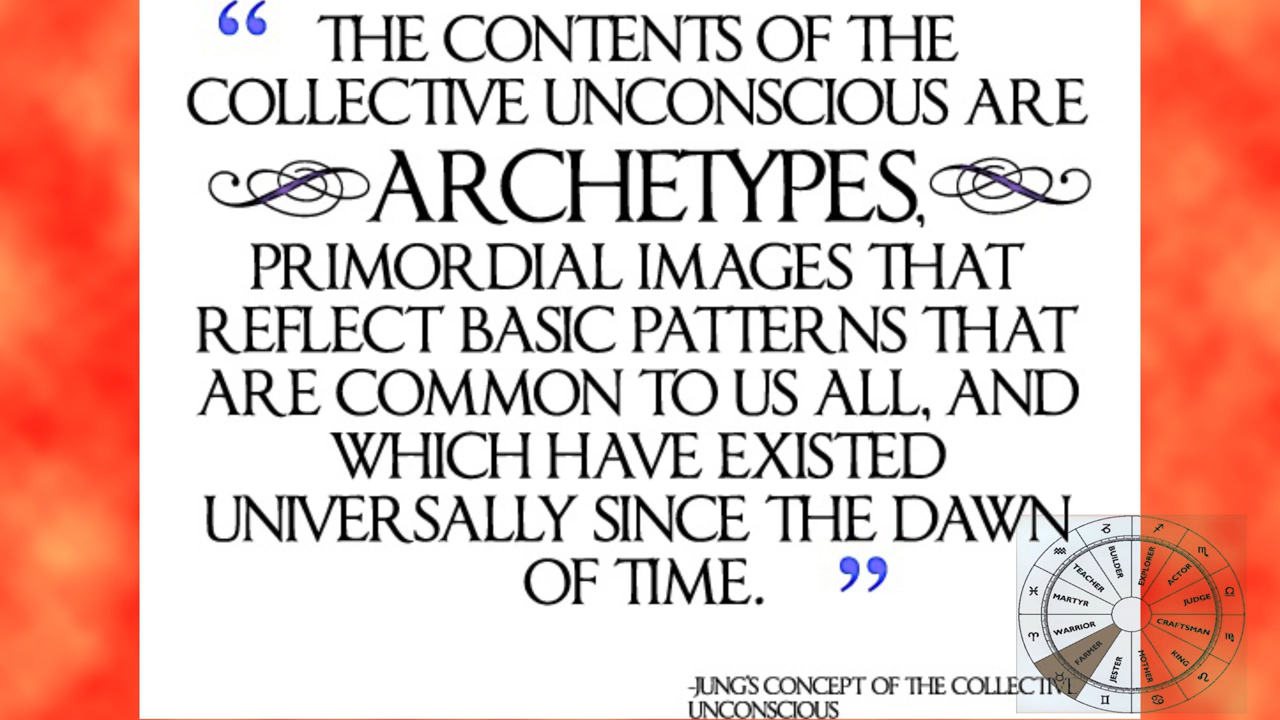 “ THE CONTENTS OF THE
COLLECTIVE UNCONSCIOUS ARE
ARCHETYPES,
PRIMORDIAL IMAGES THAT
REFLECT BASIC PATTERNS THAT
ARE COMMON TO US ALL, AND
WHICH HAVE EXISTED
UNIVERSALLY SINCE THE DAWN
OF TIME. ”
-JUNG'S CONCEPT OF THE COLLECTIVE
UNCONSCIOUS
BUILDER
EXPLORER
ACTOR
JUDGE
CRAFTSMAN
KING
MOTHER
JESTER
FARMER
WARRIOR
MARTYR
TEACHER
♑
♐
♏
♎
♍
♌
♋
♊
♉
♈
♓
♒